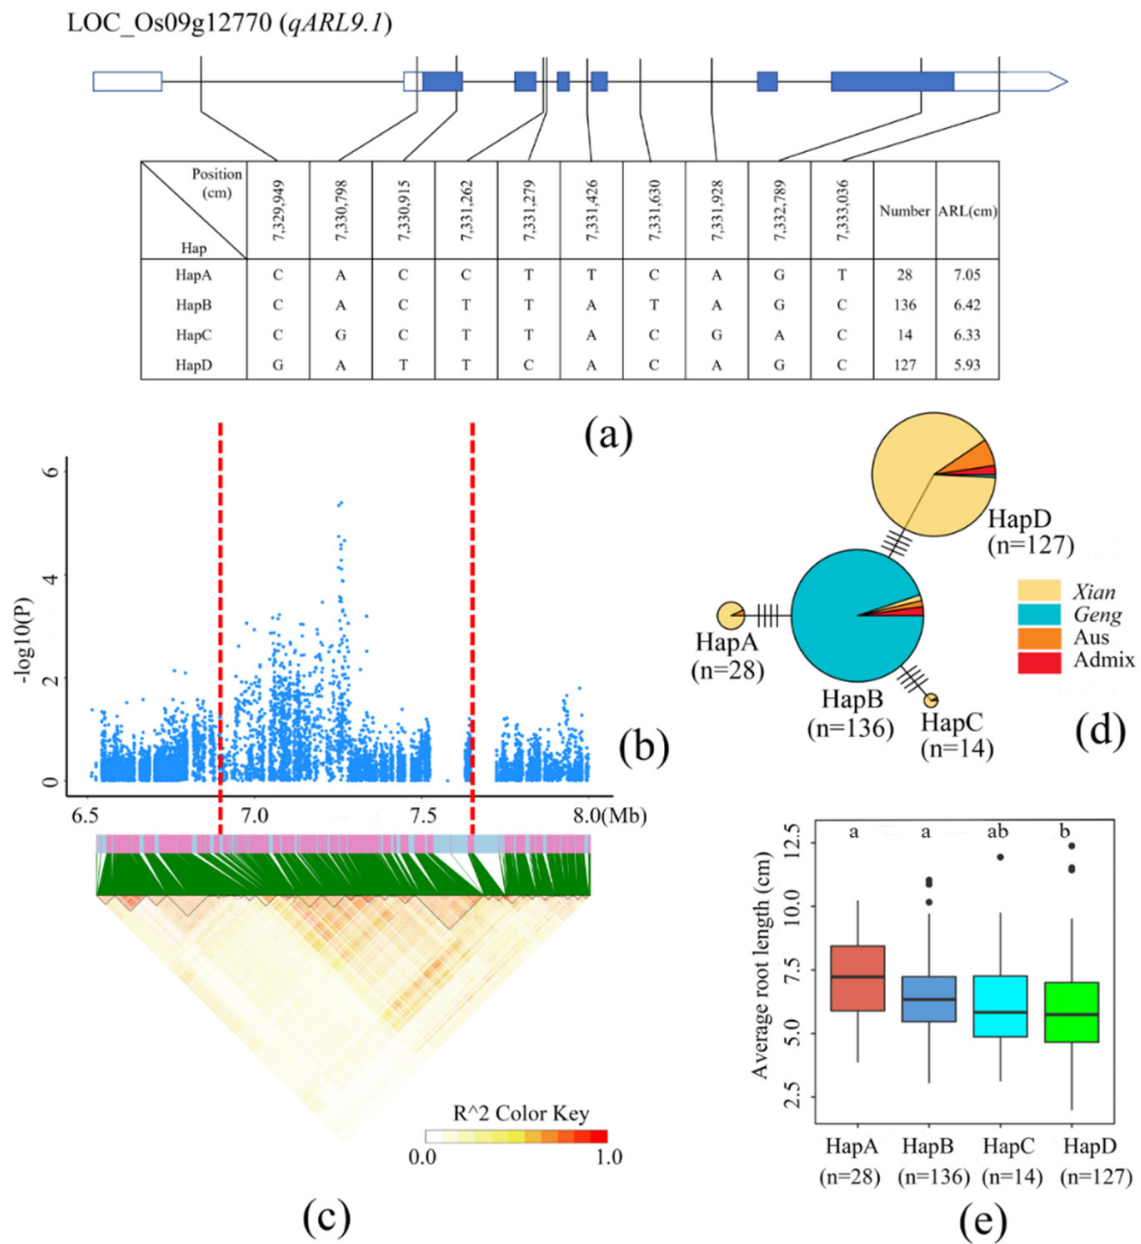 LOC_Os09g12770 (qARL9.1)
Position (cm)
Hap
7,329,949 7,330,798 7,330,915 7,331,262 7,331,279 7,331,426 7,331,630 7,331,928 7,332,789 7,333,036 Number ARL(cm)
HapA C A C C T T C A G T 28 7.05
HapB C A C T T A T A G C 136 6.42
HapC C G C T T A C G A C 14 6.33
HapD G A T T C A C A G C 127 5.93
(a)
-log10(P)
6
4
2
0
6.5 7.0 7.5 8.0(Mb)
(b)
R^2 Color Key
0.0 1.0
(c)
HapD
(n=127)
HapA
(n=28)
HapB
(n=136)
HapC
(n=14)
Xian
Geng
Aus
Admix
(d)
Average root length (cm)
12.5
10.0
7.5
5.0
2.5
a a ab b
HapA HapB HapC HapD
(n=28) (n=136) (n=14) (n=127)
(e)